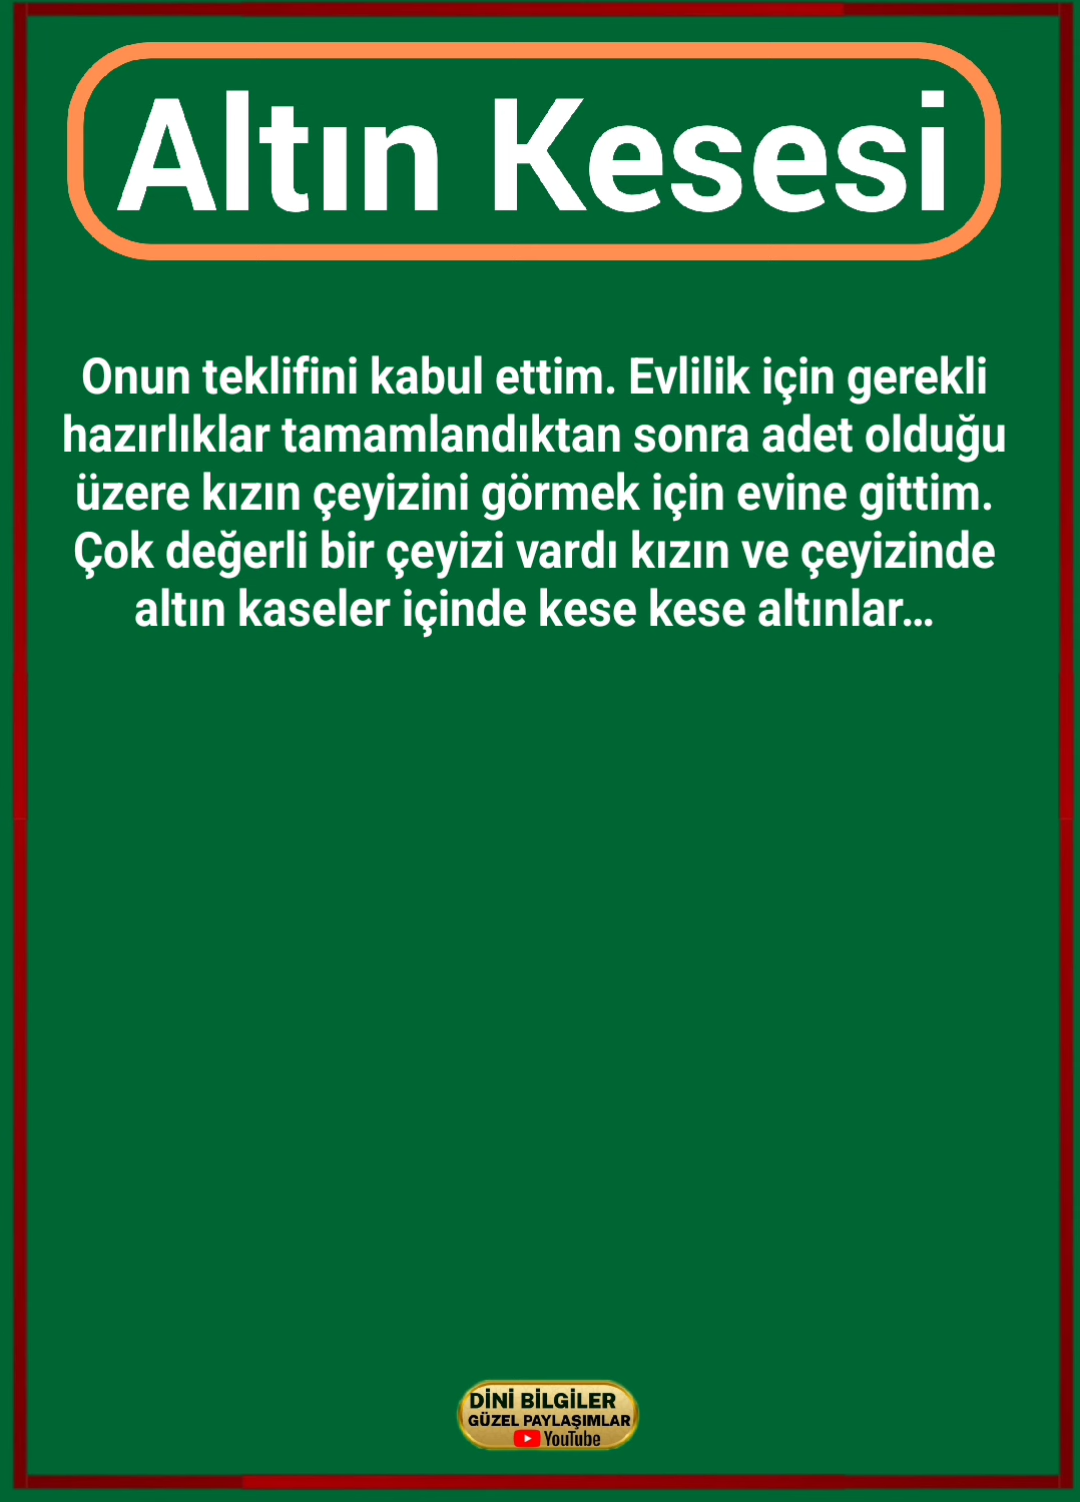 Altın Kesesi
Onun teklifini kabul ettim. Evlilik için gerekli
hazırlıklar tamamlandıktan sonra adet olduğu
üzere kızın çeyizini görmek için evine gittim.
Çok değerli bir çeyizi vardı kızın ve çeyizinde
altın kaseler içinde kese kese altınlar...
DİNİ BİLGİLER
GÜZEL PAYLAŞIMLAR
YouTube